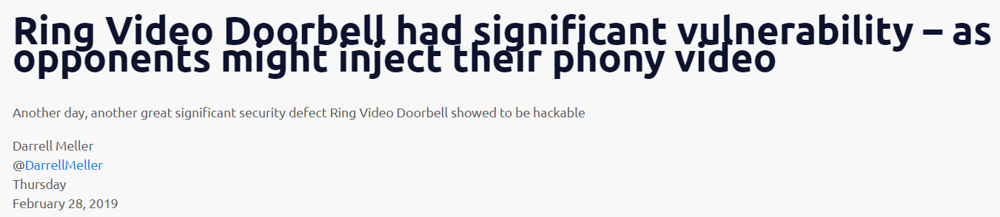 Ring Video Doorbell had significant vulnerability – as
opponents might inject their phony video
Another day, another great significant security defect Ring Video Doorbell showed to be hackable
Darrell Meller
@DarrellMeller
Thursday
February 28, 2019